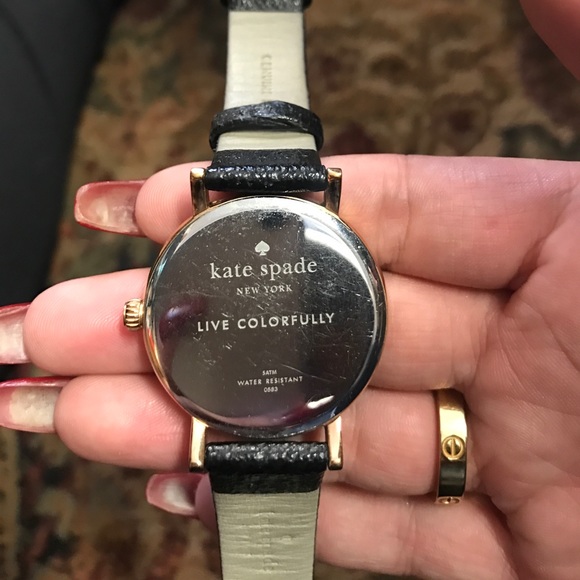 kate spade
NEW YORK
LIVE COLORFULLY
5ATM
WATER RESISTANT
0883